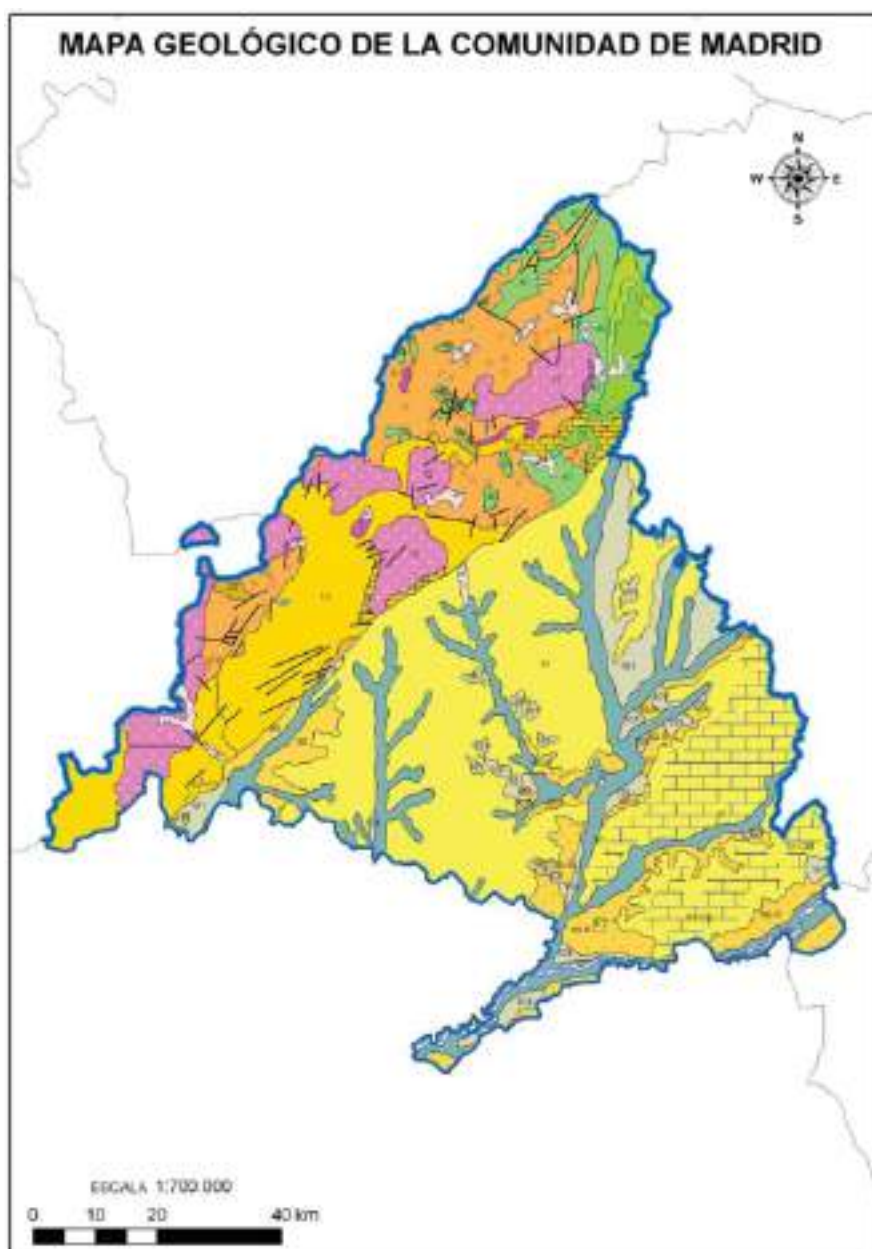 MAPA GEOLÓGICO DE LA COMUNIDAD DE MADRID
N
W E
S
ESCALA 1:700.000
0 10 20 40 km